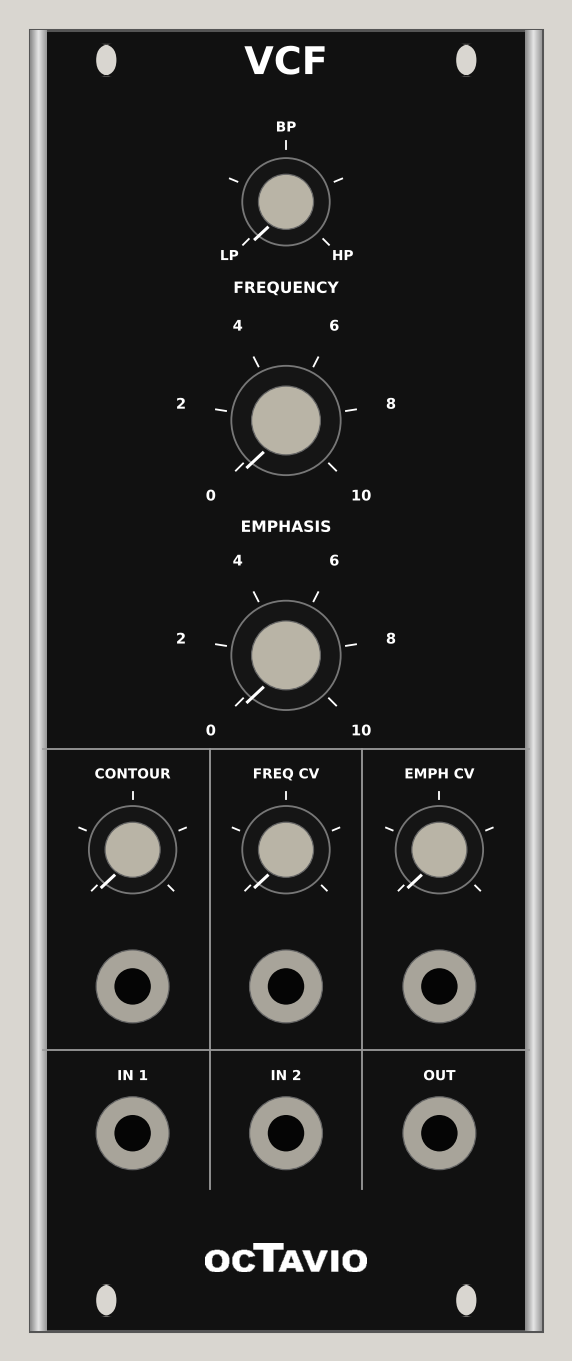 VCF
BP
LP HP
FREQUENCY
4 6
2 8
0 10
EMPHASIS
4 6
2 8
0 10
CONTOUR FREQ CV EMPH CV
IN 1 IN 2 OUT
OCTAVIO